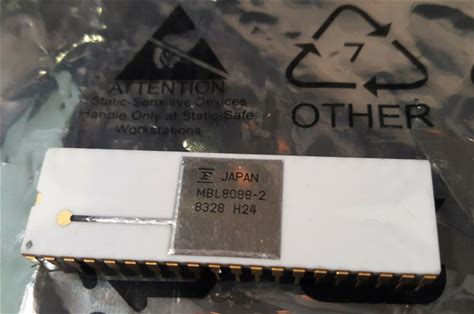 ATTENTION
Static-Sensitive Devices
Handle Only at Static-Safe
Workstations
7
OTHER
JAPAN
MBL8088-2
8328 H24